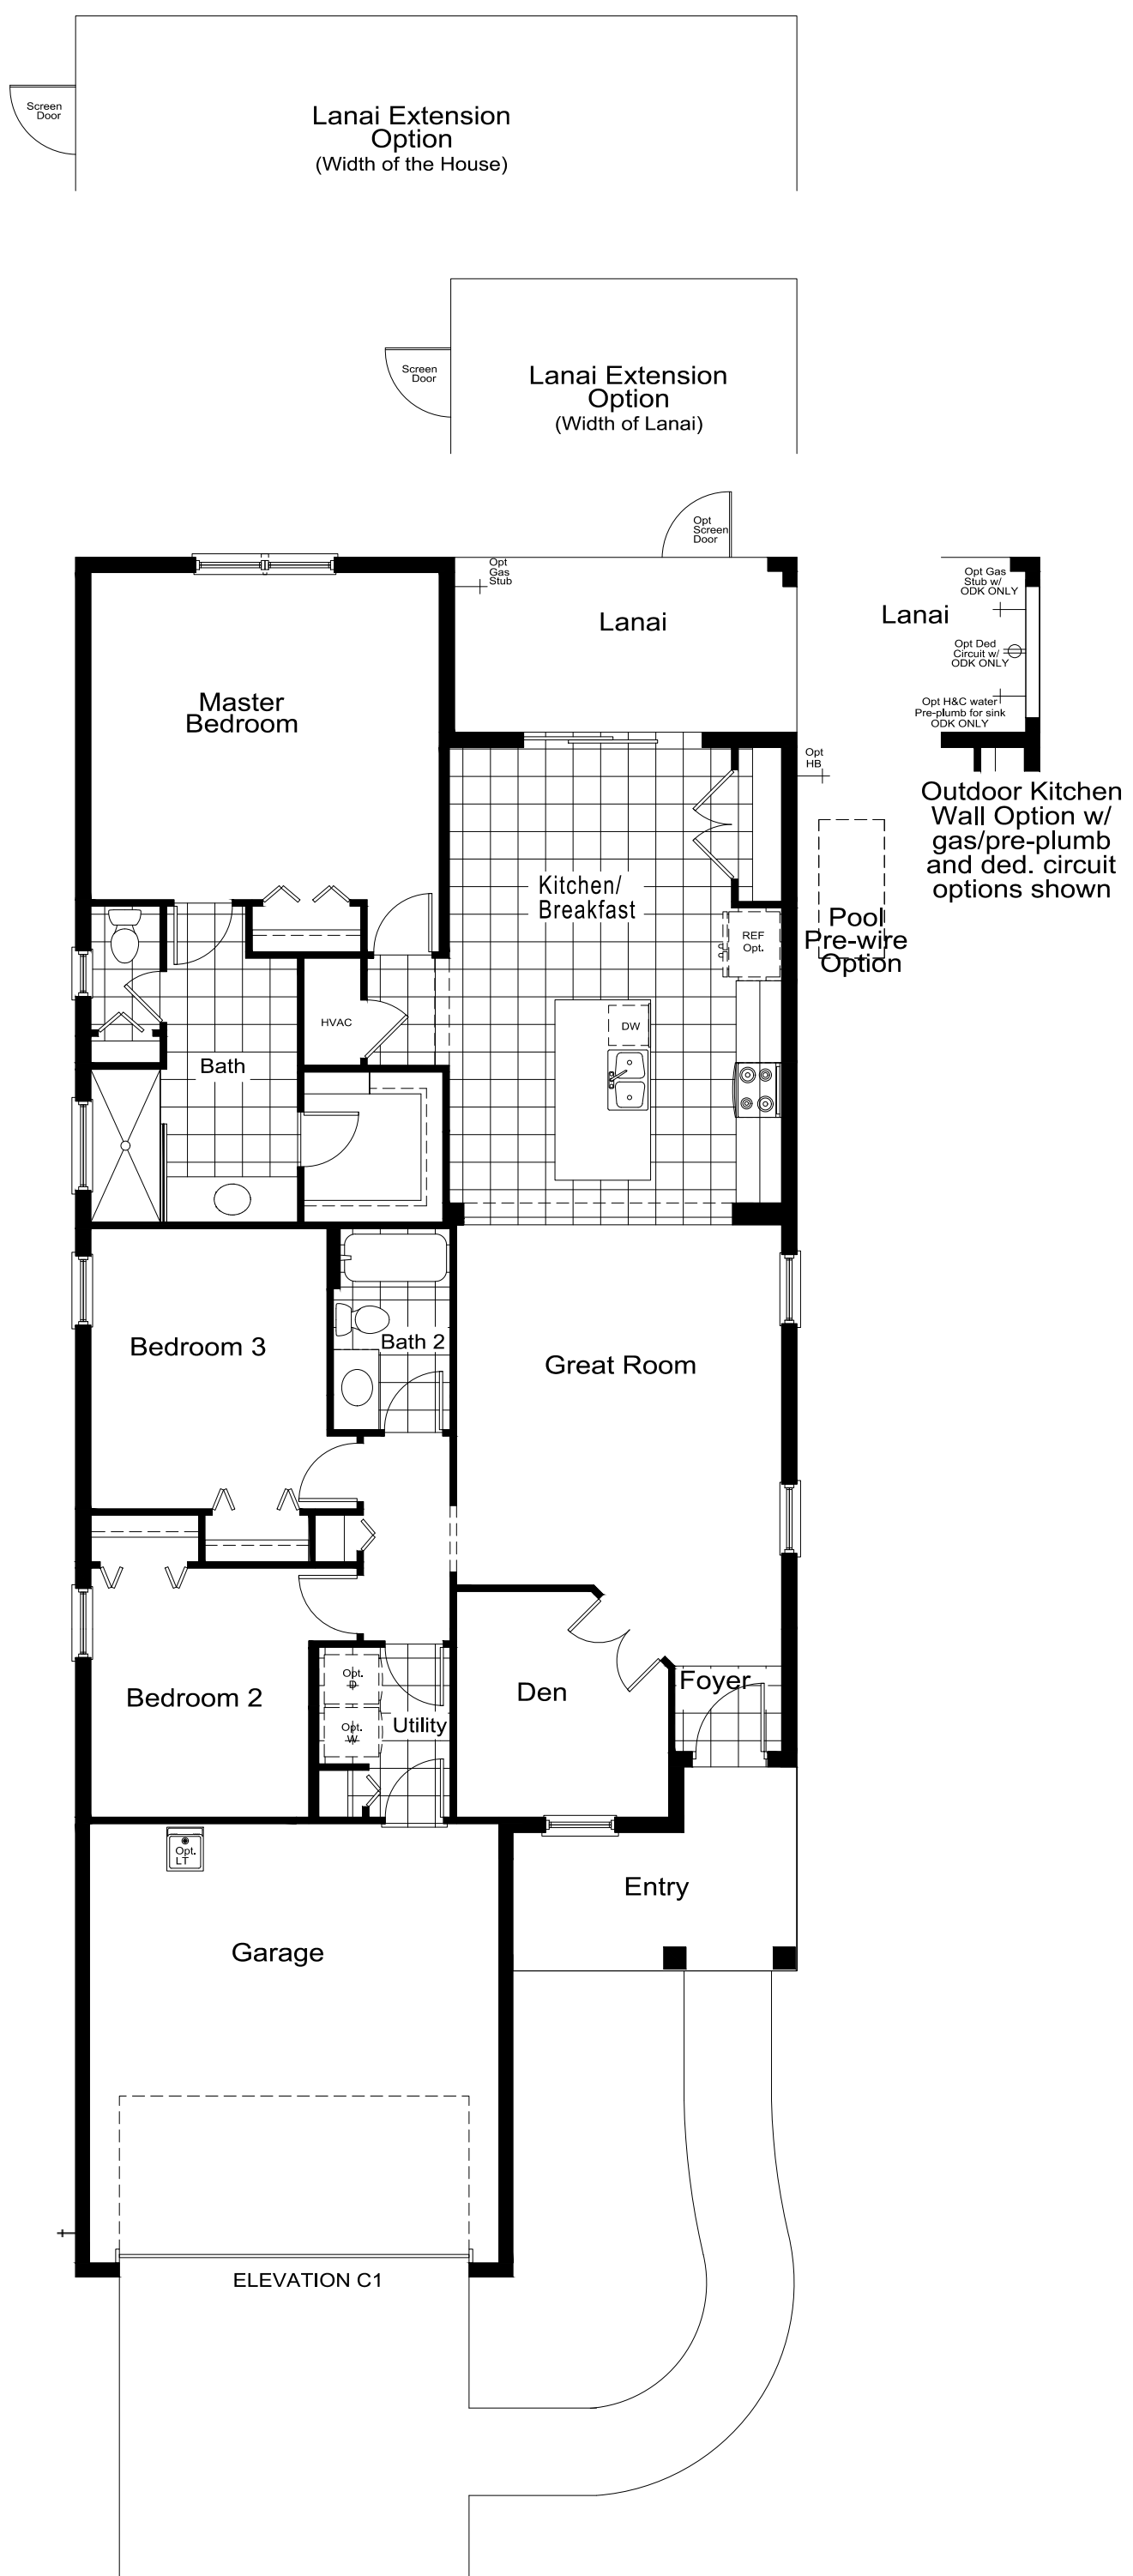 Screen
Door
Lanai Extension
Option
(Width of the House)
Screen
Door
Lanai Extension
Option
(Width of Lanai)
Opt
Screen
Door
Opt
Gas
Stub
Lanai
Opt Gas
Stub w/
ODK ONLY
Lanai
Opt Ded
Circuit w/
ODK ONLY
Opt H&C water
Pre-plumb for sink
ODK ONLY
Master
Bedroom
Opt
HB
Outdoor Kitchen
Wall Option w/
gas/pre-plumb
and ded. circuit
options shown
Kitchen/
Breakfast
Pool
Pre-wire
Option
REF
Opt.
HVAC
DW
Bath
Bedroom 3
Bath 2
Great Room
Opt.
D
Bedroom 2
Opt.
W
Utility
Den
Foyer
Opt.
LT
Entry
Garage
ELEVATION C1